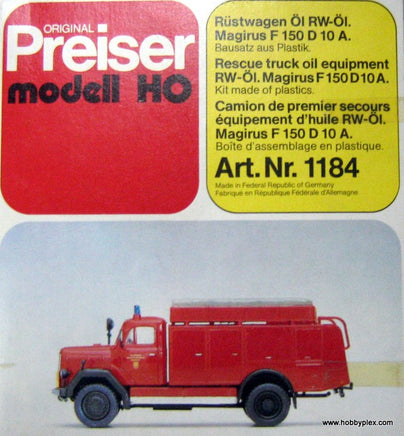 ORIGINAL
Preiser
modell HO
Rüstwagen Öl RW-Öl.
Magirus F 150 D 10 A.
Bausatz aus Plastik.
Rescue truck oil equipment
RW-Öl. Magirus F 150 D 10 A.
Kit made of plastics.
Camion de premier secours
équipement d'huile RW-Öl.
Magirus F 150 D 10 A.
Boîte d'assemblage en plastique.
Art. Nr. 1184
Made in Federal Republic of Germany
Fabriqué en République Fédérale d'Allemagne
www.hobbyplex.com